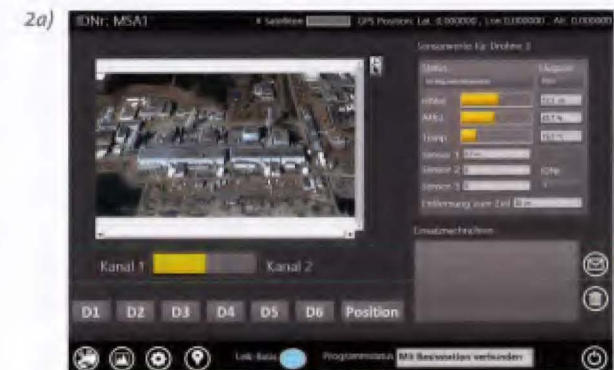 2a)
IDNr: MSA1 # Satelliten GPS Position: Lat. 0.000000, Lon 0.000000, Alt. 0.000000
Sensorwerte für Drohne 3
Status
Höhe
Akku
Temp
Sensor 1
Sensor 2 IDNr
Sensor 3
Entfernung zum Ziel
Einsatznachrichten
Kanal 1 Kanal 2
D1 D2 D3 D4 D5 D6 Position
Link-Basis Programmstatus Mit Basisstation verbunden